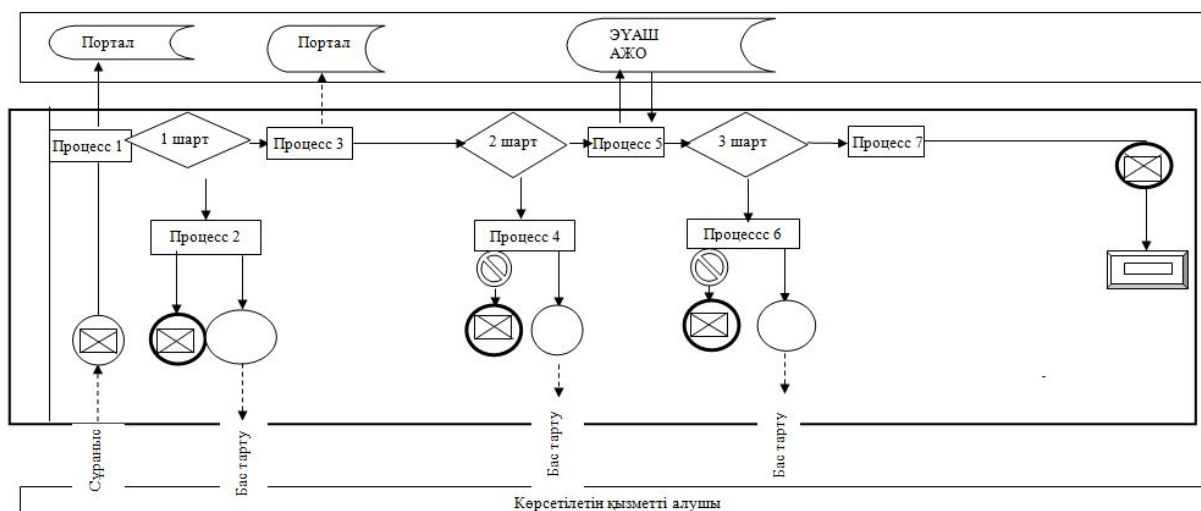 Портал
Портал
ЭҮАШ
АЖО
Процесс 1
1 шарт
Процесс 3
2 шарт
Процесс 5
3 шарт
Процесс 7
Процесс 2
Процесс 4
Процессс 6
Сұраныс
Бас тарту
Бас тарту
Бас тарту
Көрсетілетін қызметті алушы